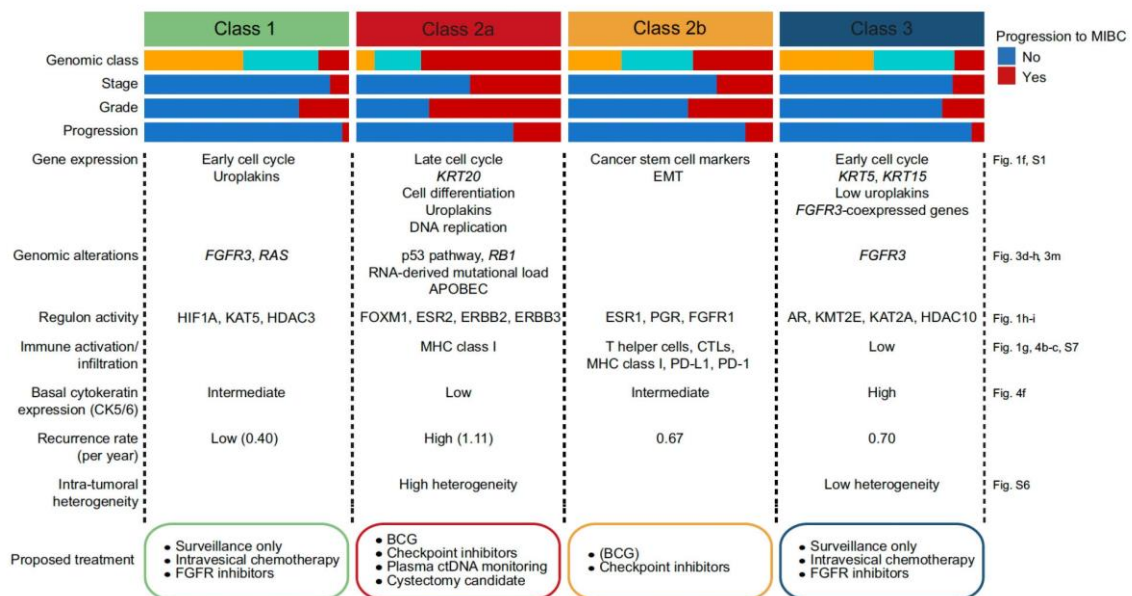 Class 1 Class 2a Class 2b Class 3
Progression to MIBC
No
Yes
Genomic class
Stage
Grade
Progression
Gene expression
Early cell cycle
Uroplakins
Late cell cycle
KRT20
Cell differentiation
Uroplakins
DNA replication
Cancer stem cell markers
EMT
Early cell cycle
KRT5, KRT15
Low uroplakins
FGFR3-coexpressed genes
Fig. 1f, S1
Genomic alterations
FGFR3, RAS
p53 pathway, RB1
RNA-derived mutational load
APOBEC
FGFR3
Fig. 3d-h, 3m
Regulon activity
HIF1A, KAT5, HDAC3
FOXM1, ESR2, ERBB2, ERBB3
ESR1, PGR, FGFR1
AR, KMT2E, KAT2A, HDAC10
Fig. 1h-i
Immune activation/
infiltration
MHC class I
T helper cells, CTLs,
MHC class I, PD-L1, PD-1
Low
Fig. 1g, 4b-c, S7
Basal cytokeratin
expression (CK5/6)
Intermediate
Low
Intermediate
High
Fig. 4f
Recurrence rate
(per year)
Low (0.40)
High (1.11)
0.67
0.70
Intra-tumoral
heterogeneity
High heterogeneity
Low heterogeneity
Fig. S6
Proposed treatment
• Surveillance only
• Intravesical chemotherapy
• FGFR inhibitors
• BCG
• Checkpoint inhibitors
• Plasma ctDNA monitoring
• Cystectomy candidate
• (BCG)
• Checkpoint inhibitors
• Surveillance only
• Intravesical chemotherapy
• FGFR inhibitors